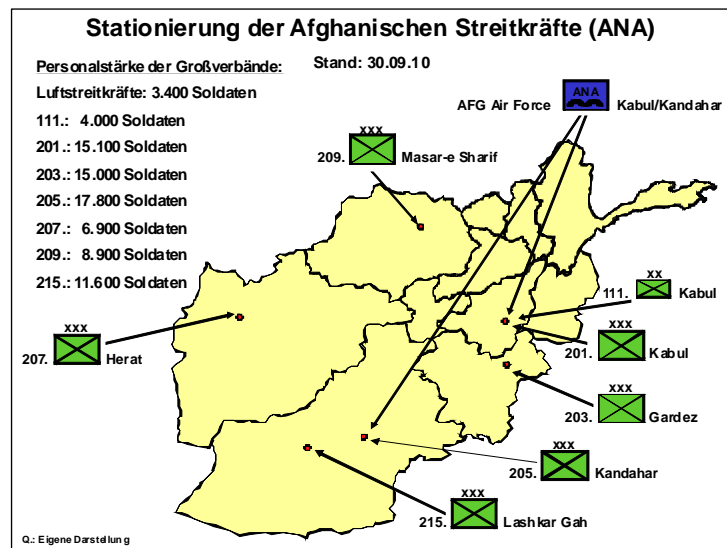 Stationierung der Afghanischen Streitkräfte (ANA)
Personalstärke der Großverbände:
Stand: 30.09.10
Luftstreitkräfte: 3.400 Soldaten
111.: 4.000 Soldaten
201.: 15.100 Soldaten
203.: 15.000 Soldaten
205.: 17.800 Soldaten
207.: 6.900 Soldaten
209.: 8.900 Soldaten
215.: 11.600 Soldaten
AFG Air Force
ANA
Kabul/Kandahar
xxx
209.
Masar-e Sharif
xx
111.
Kabul
xxx
201.
Kabul
xxx
207.
Herat
xxx
203.
Gardez
xxx
205.
Kandahar
xxx
215.
Lashkar Gah
Q.: Eigene Darstellung